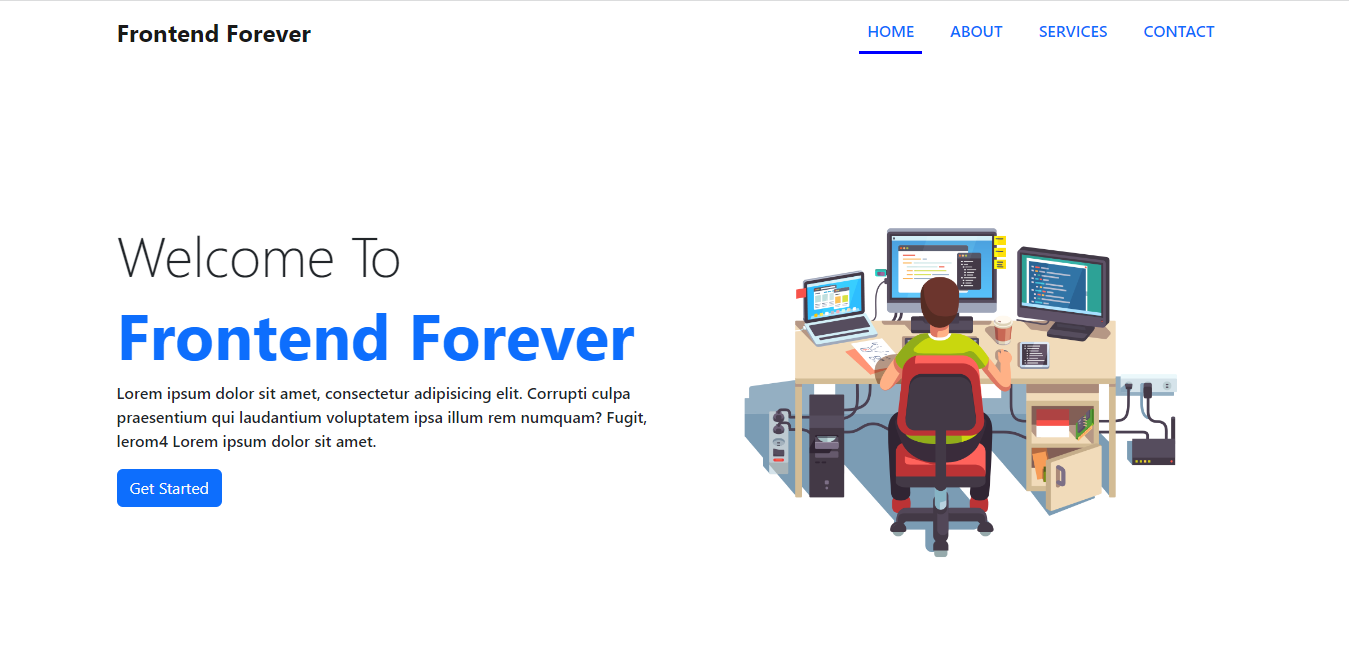 Frontend Forever
HOME ABOUT SERVICES CONTACT
Welcome To
Frontend Forever
Lorem ipsum dolor sit amet, consectetur adipisicing elit. Corrupti culpa
praesentium qui laudantium voluptatem ipsa illum rem numquam? Fugit,
lerom4 Lorem ipsum dolor sit amet.
Get Started